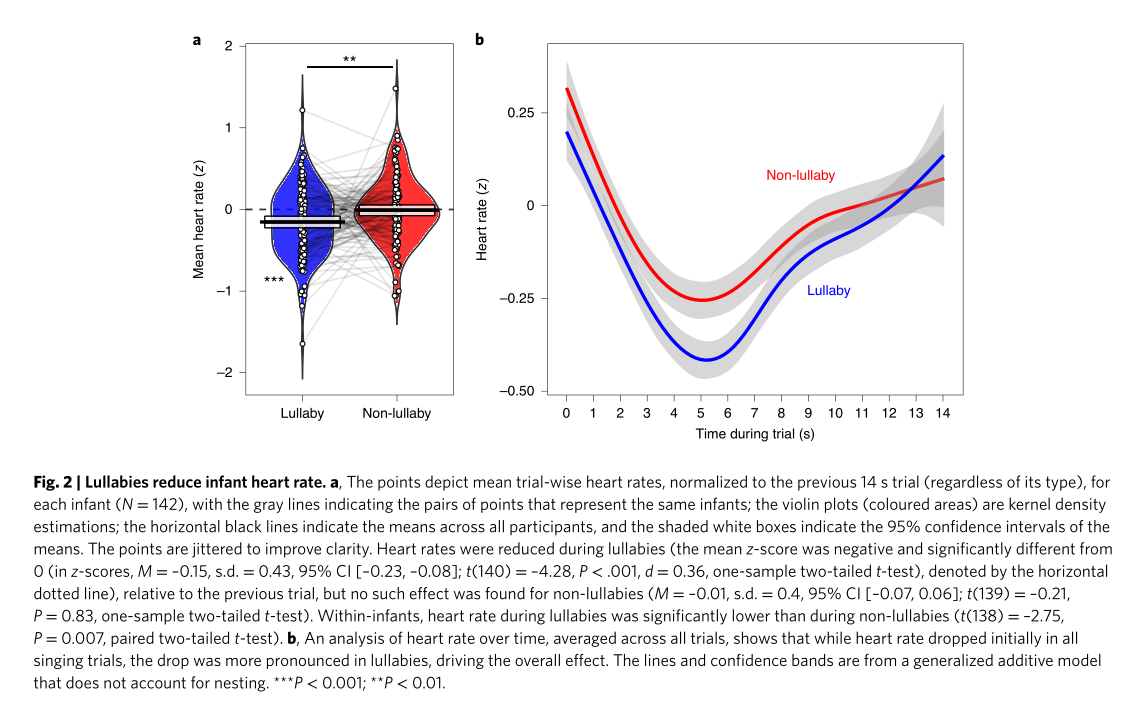 a
b
2
1
0
−1
−2
Mean heart rate (z)
**
***
Lullaby
Non-lullaby
0.25
0
−0.25
−0.50
Heart rate (z)
Non-lullaby
Lullaby
0 1 2 3 4 5 6 7 8 9 10 11 12 13 14
Time during trial (s)
Fig. 2 | Lullabies reduce infant heart rate. a, The points depict mean trial-wise heart rates, normalized to the previous 14 s trial (regardless of its type), for
each infant (N = 142), with the gray lines indicating the pairs of points that represent the same infants; the violin plots (coloured areas) are kernel density
estimations; the horizontal black lines indicate the means across all participants, and the shaded white boxes indicate the 95% confidence intervals of the
means. The points are jittered to improve clarity. Heart rates were reduced during lullabies (the mean z-score was negative and significantly different from
0 (in z-scores, M = –0.15, s.d. = 0.43, 95% CI [–0.23, –0.08]; t(140) = –4.28, P < .001, d = 0.36, one-sample two-tailed t-test), denoted by the horizontal
dotted line), relative to the previous trial, but no such effect was found for non-lullabies (M = –0.01, s.d. = 0.4, 95% CI [–0.07, 0.06]; t(139) = –0.21,
P = 0.83, one-sample two-tailed t-test). Within-infants, heart rate during lullabies was significantly lower than during non-lullabies (t(138) = –2.75,
P = 0.007, paired two-tailed t-test). b, An analysis of heart rate over time, averaged across all trials, shows that while heart rate dropped initially in all
singing trials, the drop was more pronounced in lullabies, driving the overall effect. The lines and confidence bands are from a generalized additive model
that does not account for nesting. ***P < 0.001; **P < 0.01.